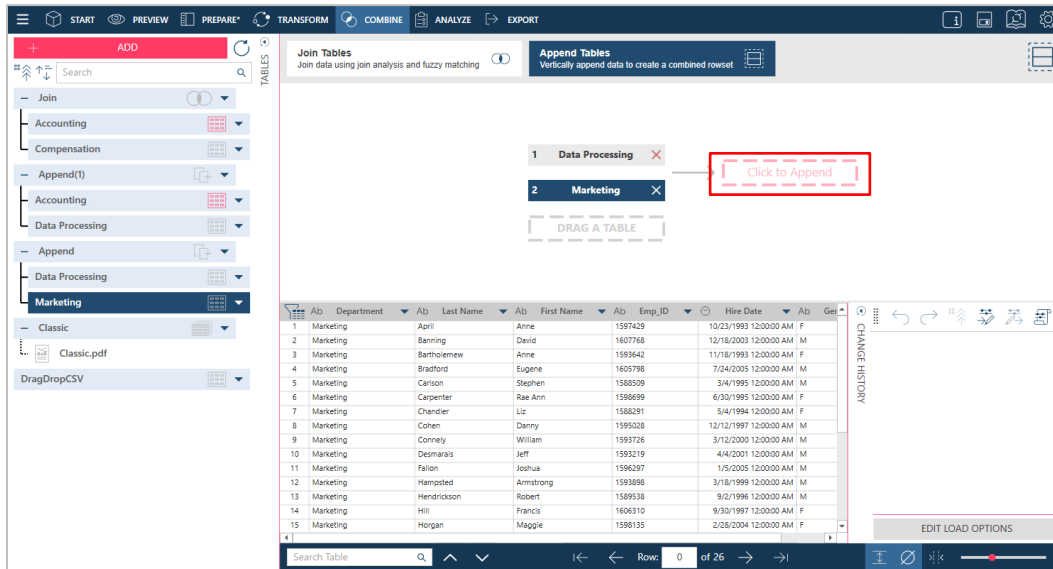 START PREVIEW PREPARE* TRANSFORM COMBINE ANALYZE EXPORT
ADD
Search
Join
Accounting
Compensation
Append(1)
Accounting
Data Processing
Append
Data Processing
Marketing
Classic
Classic.pdf
DragDropCSV
TABLES
Join Tables
Join data using join analysis and fuzzy matching
Append Tables
Vertically append data to create a combined rowset
1 Data Processing
Click to Append
2 Marketing
DRAG A TABLE
Ab Department Ab Last Name Ab First Name Ab Emp_ID Hire Date Ab Ger
1 Marketing April Anne 1597429 10/23/1993 12:00:00 AM F
2 Marketing Banning David 1607768 12/18/2003 12:00:00 AM M
3 Marketing Bartholemew Anne 1593642 11/18/1993 12:00:00 AM F
4 Marketing Bradford Eugene 1605798 7/24/2005 12:00:00 AM M
5 Marketing Carlson Stephen 1588509 3/4/1995 12:00:00 AM M
6 Marketing Carpenter Rae Ann 1598699 6/30/1995 12:00:00 AM F
7 Marketing Chandler Liz 1588291 5/4/1994 12:00:00 AM F
8 Marketing Cohen Danny 1595028 12/12/1997 12:00:00 AM M
9 Marketing Connely William 1593726 3/12/2000 12:00:00 AM M
10 Marketing Desmarais Jeff 1593219 4/4/2001 12:00:00 AM M
11 Marketing Fallon Joshua 1596297 1/5/2005 12:00:00 AM M
12 Marketing Hampsted Armstrong 1593898 3/18/1999 12:00:00 AM M
13 Marketing Hendrickson Robert 1589538 9/2/1996 12:00:00 AM M
14 Marketing Hill Francis 1606310 9/30/1997 12:00:00 AM F
15 Marketing Horgan Maggie 1598135 2/28/2004 12:00:00 AM F
CHANGE HISTORY
EDIT LOAD OPTIONS
Search Table Row: 0 of 26